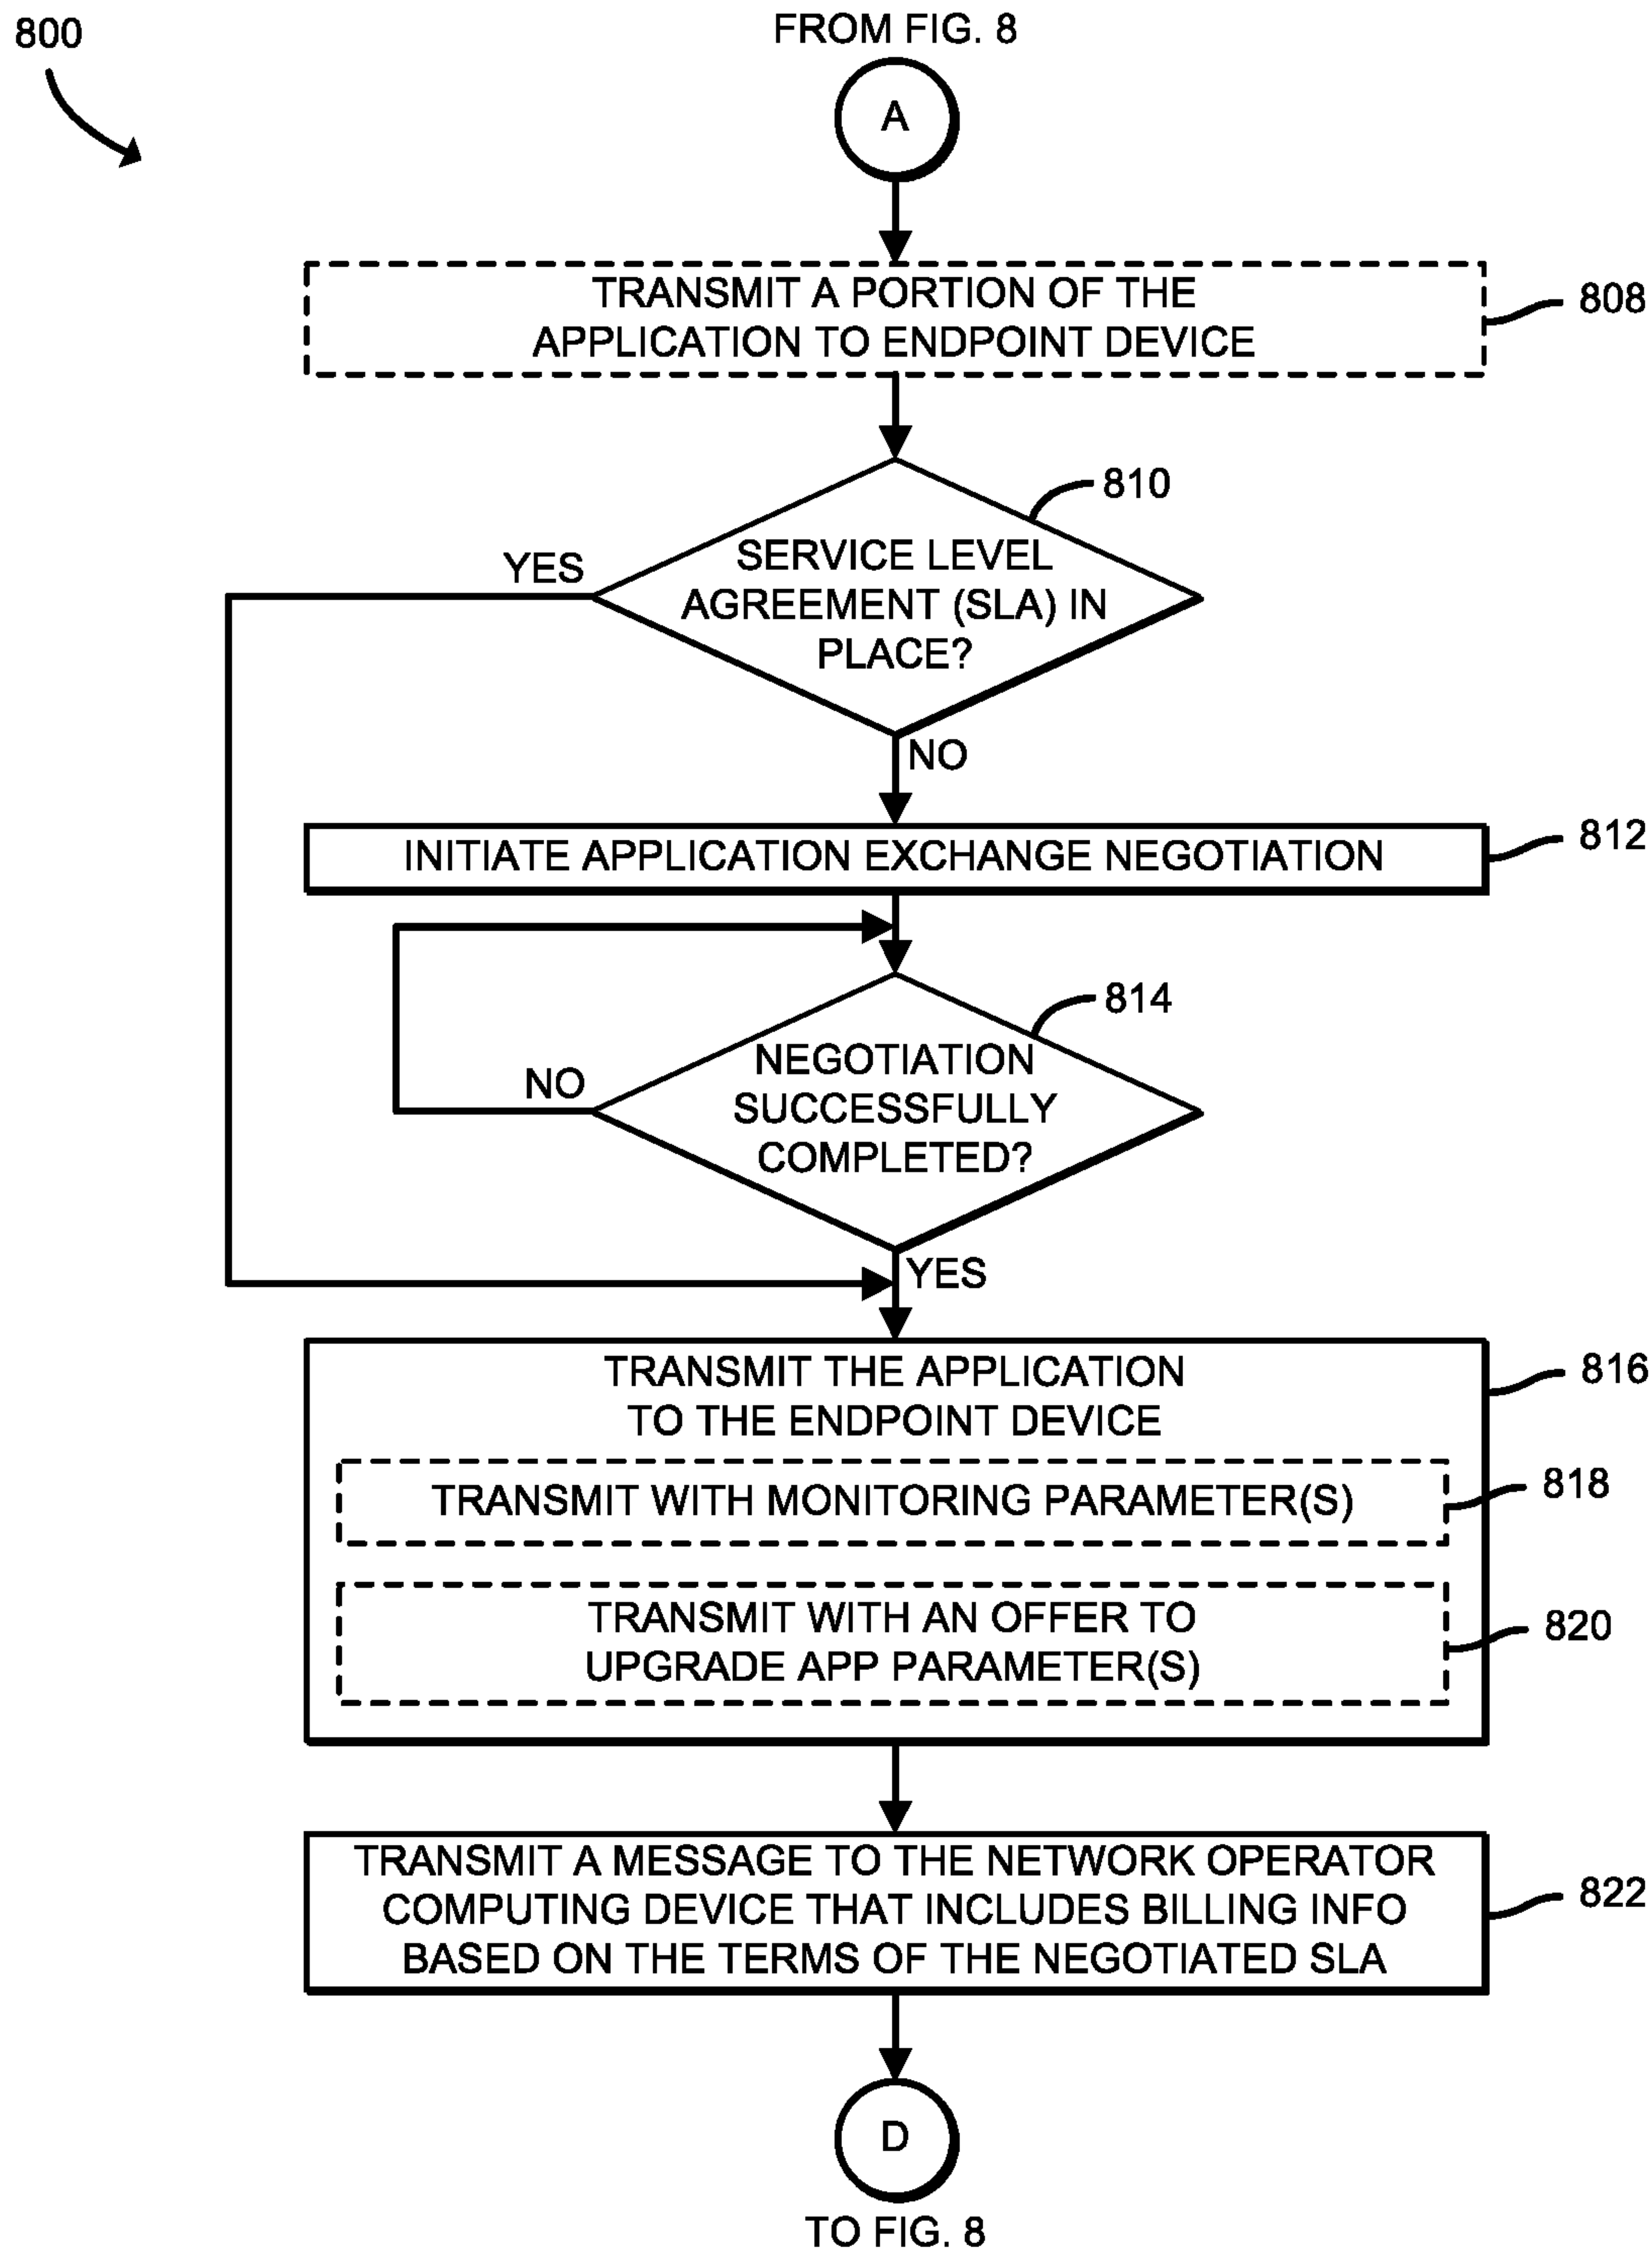 800
FROM FIG. 8
A
TRANSMIT A PORTION OF THE
APPLICATION TO ENDPOINT DEVICE
808
810
SERVICE LEVEL
AGREEMENT (SLA) IN
PLACE?
YES
NO
INITIATE APPLICATION EXCHANGE NEGOTIATION
812
814
NEGOTIATION
SUCCESSFULLY
COMPLETED?
NO
YES
TRANSMIT THE APPLICATION
TO THE ENDPOINT DEVICE
816
TRANSMIT WITH MONITORING PARAMETER(S)
818
TRANSMIT WITH AN OFFER TO
UPGRADE APP PARAMETER(S)
820
TRANSMIT A MESSAGE TO THE NETWORK OPERATOR
COMPUTING DEVICE THAT INCLUDES BILLING INFO
BASED ON THE TERMS OF THE NEGOTIATED SLA
822
D
TO FIG. 8